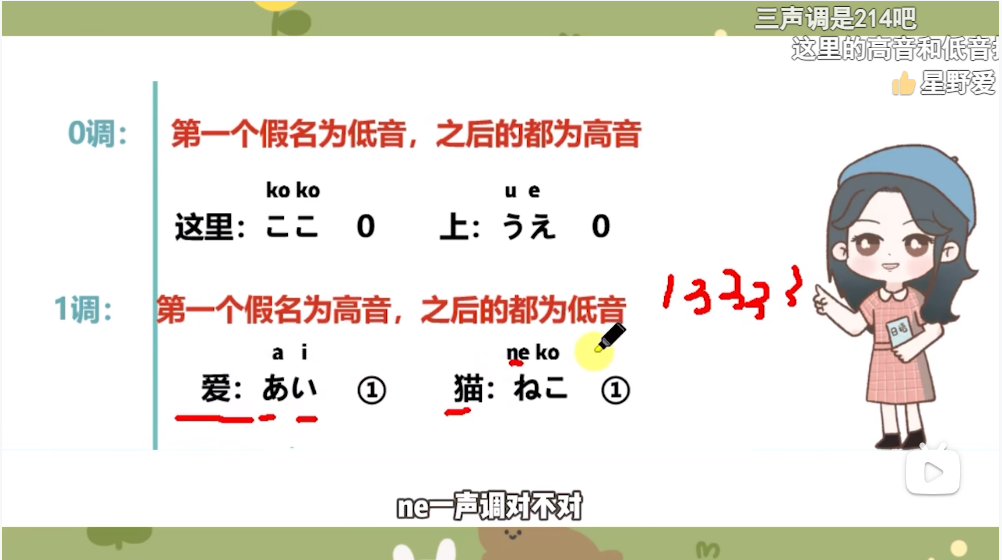 三声调是214吧
这里的高音和低音
星野爱
0调： 第一个假名为低音，之后的都为高音
ko ko u e
这里：ここ 0 上：うえ 0
1调： 第一个假名为高音，之后的都为低音
13333
a i ne ko
爱：あい ① 猫：ねこ ①
日语
ne一声调对不对